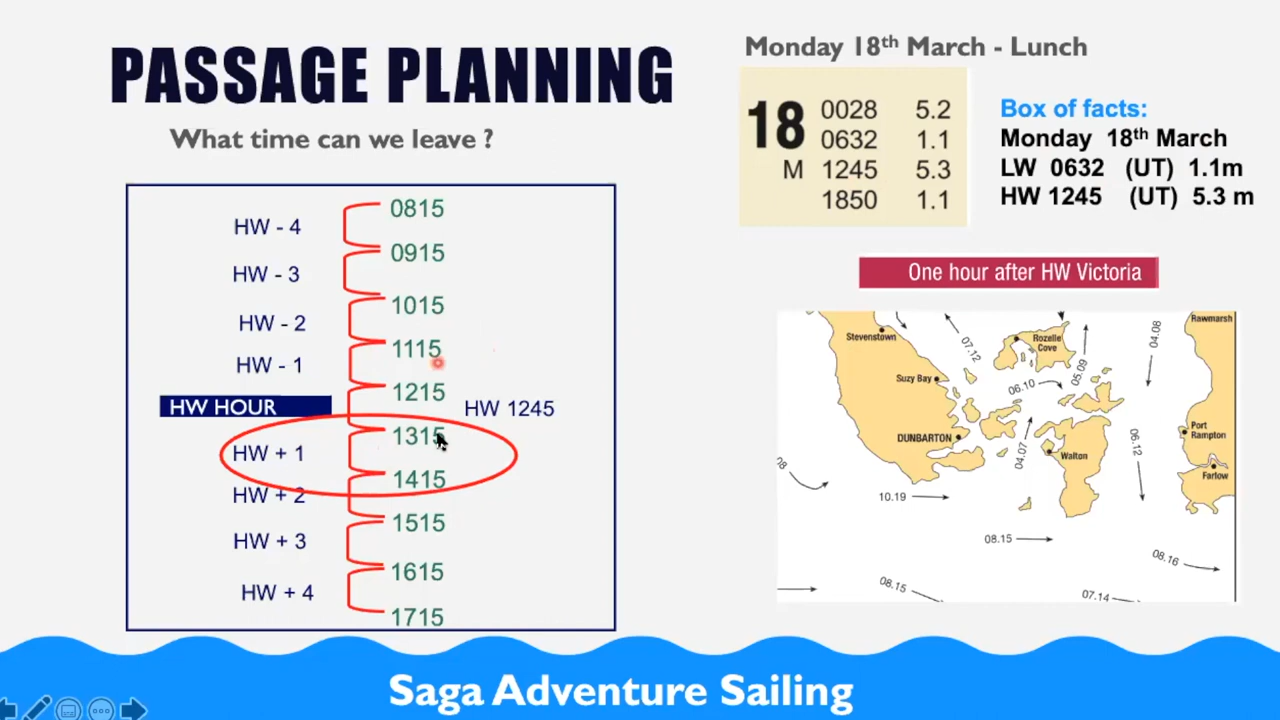 PASSAGE PLANNING
What time can we leave ?
HW - 4
HW - 3
HW - 2
HW - 1
HW HOUR
HW + 1
HW + 2
HW + 3
HW + 4
0815
0915
1015
1115
1215
1315
1415
1515
1615
1715
HW 1245
Monday 18th March - Lunch
18 0028 5.2
0632 1.1
M 1245 5.3
1850 1.1
Box of facts:
Monday 18th March
LW 0632 (UT) 1.1m
HW 1245 (UT) 5.3 m
One hour after HW Victoria
Stevenstown
07.12
Rozelle
Cove
04.08
Rawmarsh
Suzy Bay
06.10
05.09
DUNBARTON
04.07
Walton
06.12
Port
Rampton
Farlow
08
10.19
08.15
08.16
08.15
07.14
Saga Adventure Sailing